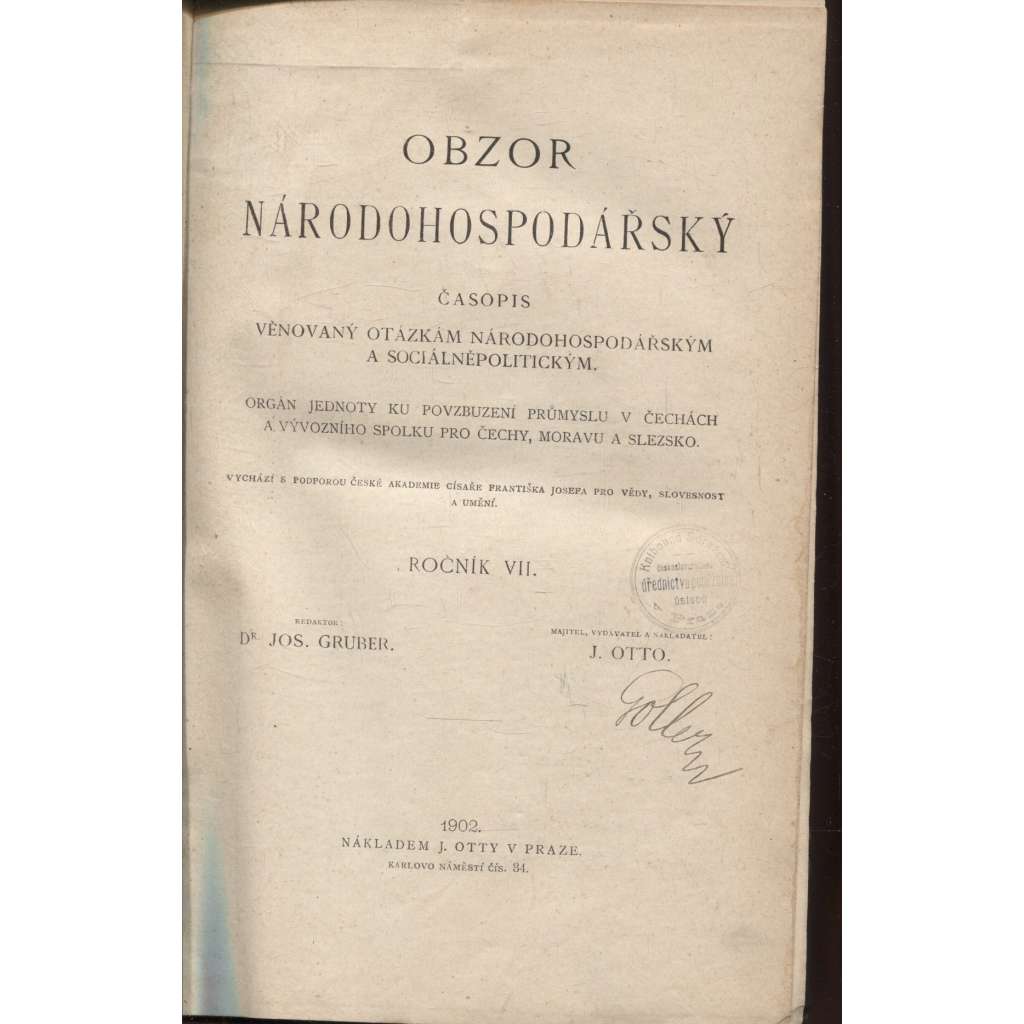 OBZOR
NÁRODOHOSPODÁŘSKÝ
ČASOPIS
VĚNOVANÝ OTÁZKÁM NÁRODOHOSPODÁŘSKÝM
A SOCIÁLNĚPOLITICKÝM.
ORGÁN JEDNOTY KU POVZBUZENÍ PRŮMYSLU V ČECHÁCH
A VÝVOZNÍHO SPOLKU PRO ČECHY, MORAVU A SLEZSKO.
VYCHÁZÍ S PODPOROU ČESKÉ AKADEMIE CÍSAŘE FRANTIŠKA JOSEFA PRO VĚDY, SLOVESNOST
A UMĚNÍ.
ROČNÍK VII.
REDAKTOR:
DR. JOS. GRUBER.
MAJITEL, VYDAVATEL A NAKLADATEL:
J. OTTO.
1902.
NÁKLADEM J. OTTY V PRAZE.
KARLOVO NÁMĚSTÍ ČÍS. 34.